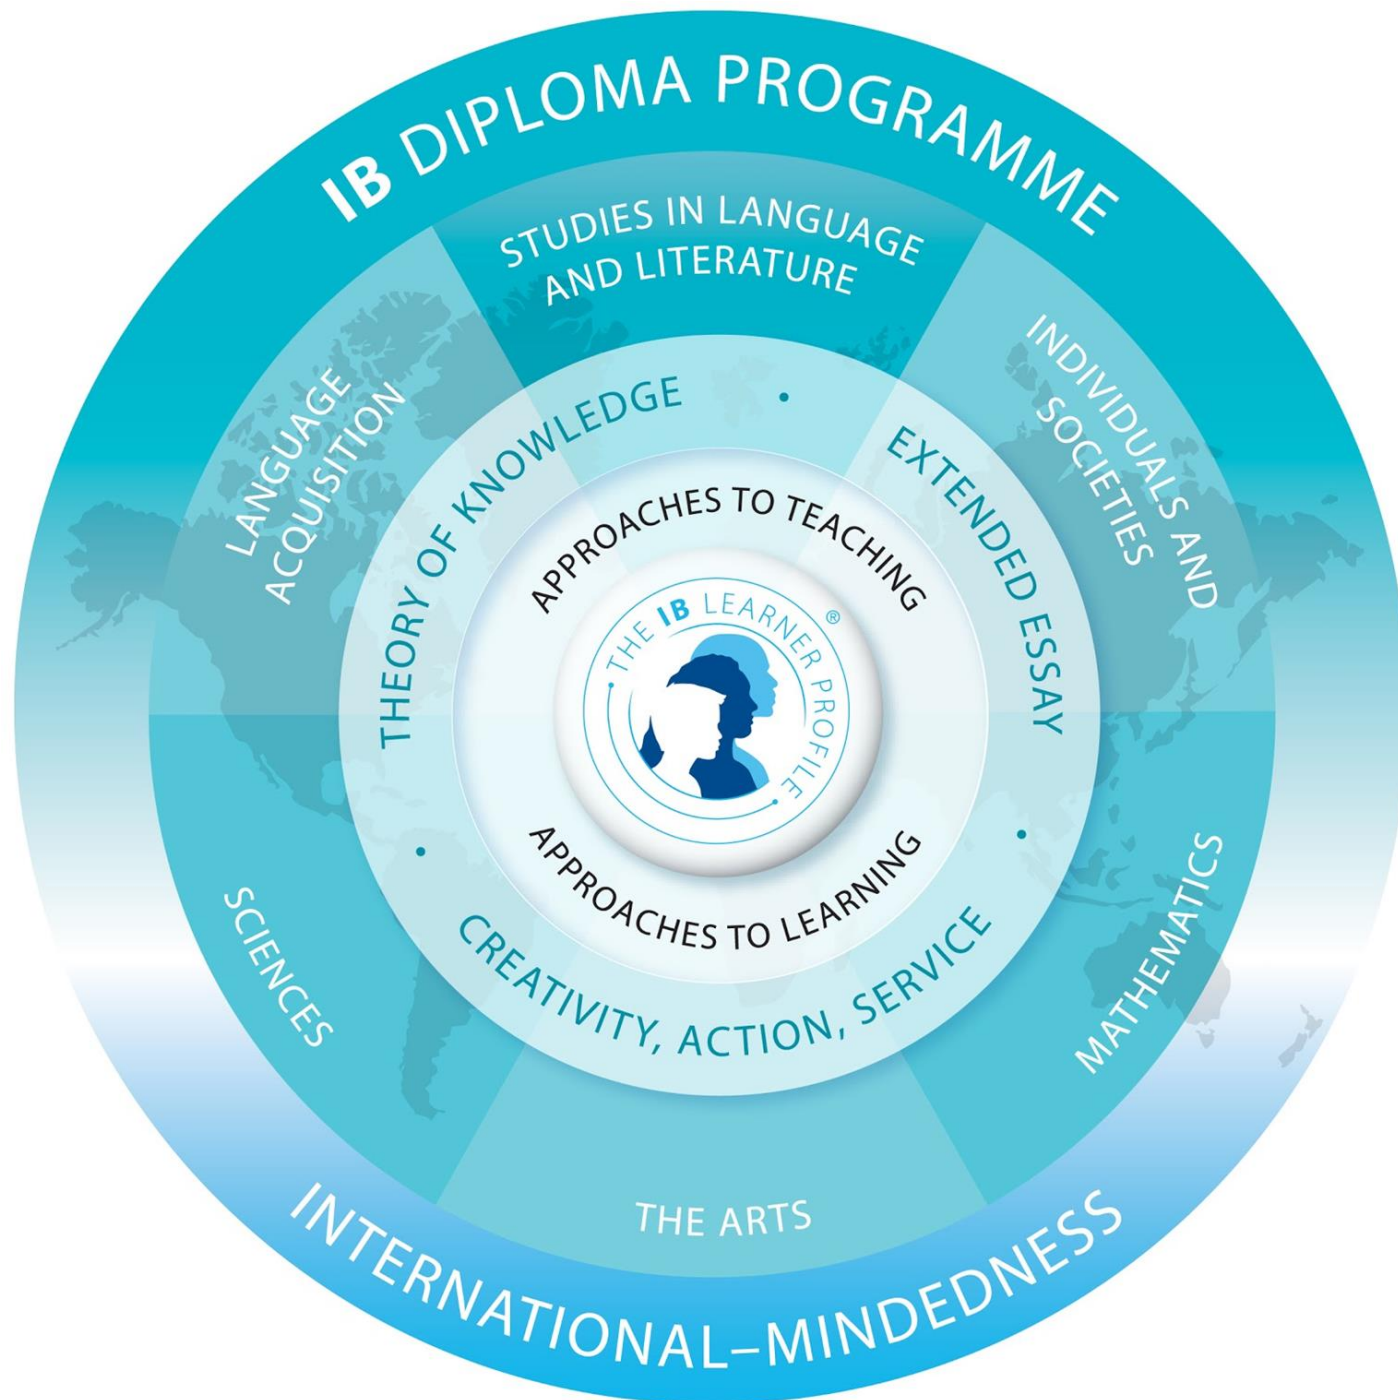 IB DIPLOMA PROGRAMME
STUDIES IN LANGUAGE
AND LITERATURE
LANGUAGE
ACQUISITION
INDIVIDUALS AND
SOCIETIES
THEORY OF KNOWLEDGE
EXTENDED ESSAY
APPROACHES TO TEACHING
THE IB LEARNER PROFILE®
APPROACHES TO LEARNING
CREATIVITY, ACTION, SERVICE
SCIENCES
MATHEMATICS
THE ARTS
INTERNATIONAL–MINDEDNESS